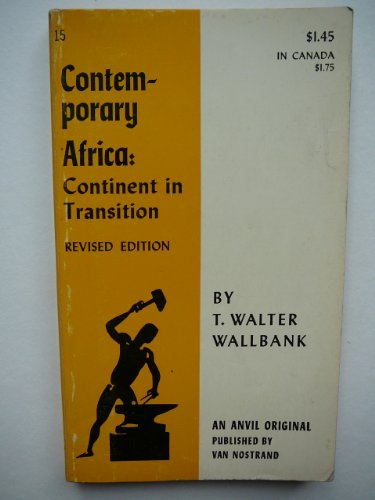 15
$1.45
IN CANADA
$1.75
Contem-
porary
Africa:
Continent in
Transition
REVISED EDITION
BY
T. WALTER
WALLBANK
AN ANVIL ORIGINAL
PUBLISHED BY
VAN NOSTRAND